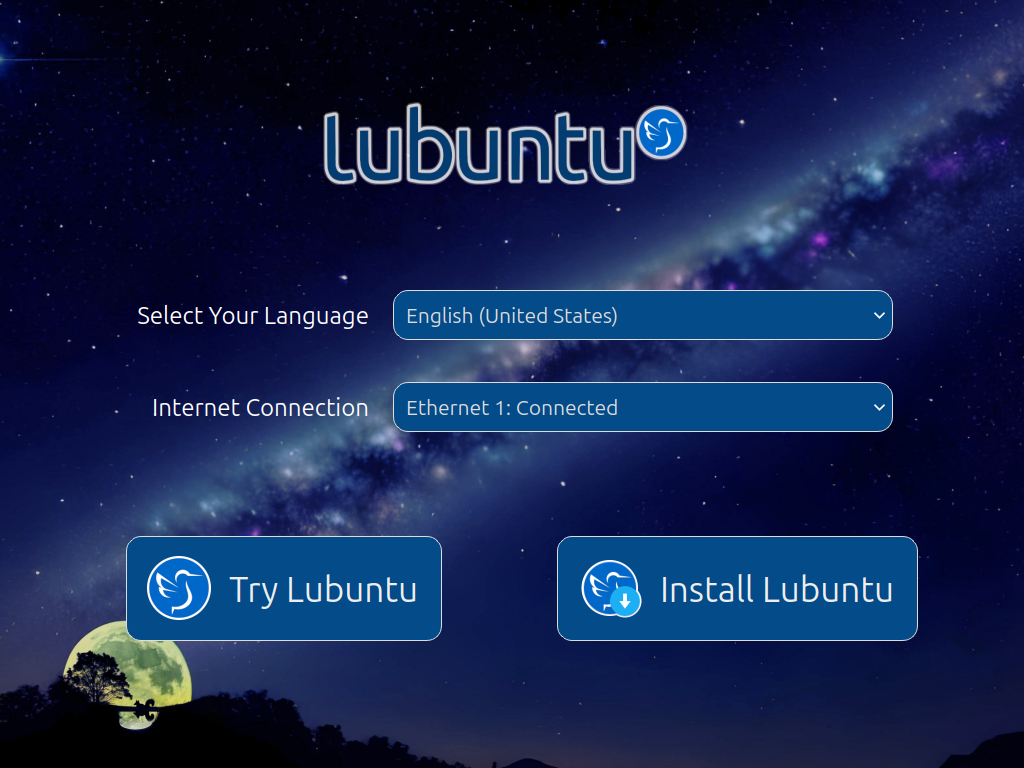 lubuntu
Select Your Language English (United States)
Internet Connection Ethernet 1: Connected
Try Lubuntu Install Lubuntu